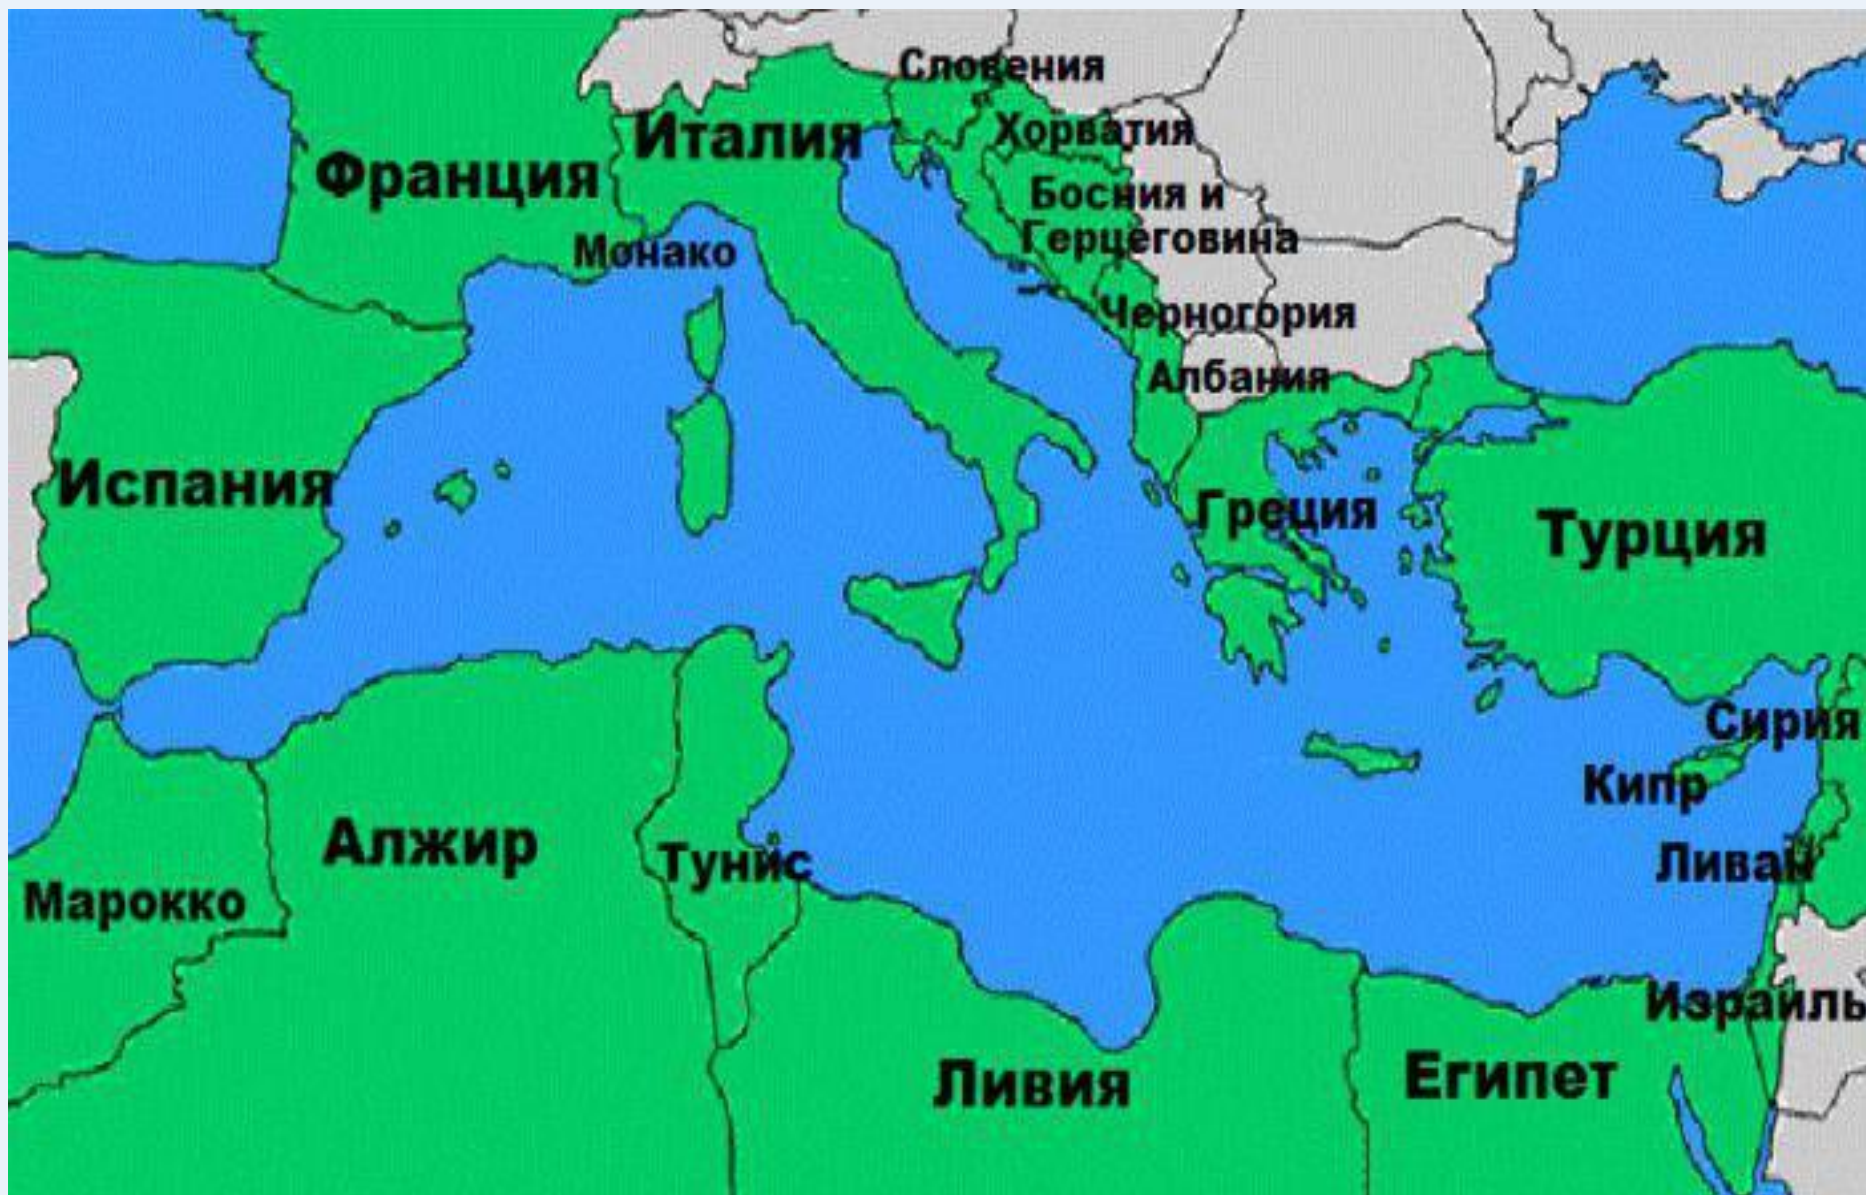 Словения
Хорватия
Италия
Франция
Босния и
Герцеговина
Монако
Черногория
Албания
Испания
Греция
Турция
Сирия
Кипр
Алжир
Тунис
Ливан
Марокко
Израиль
Ливия
Египет